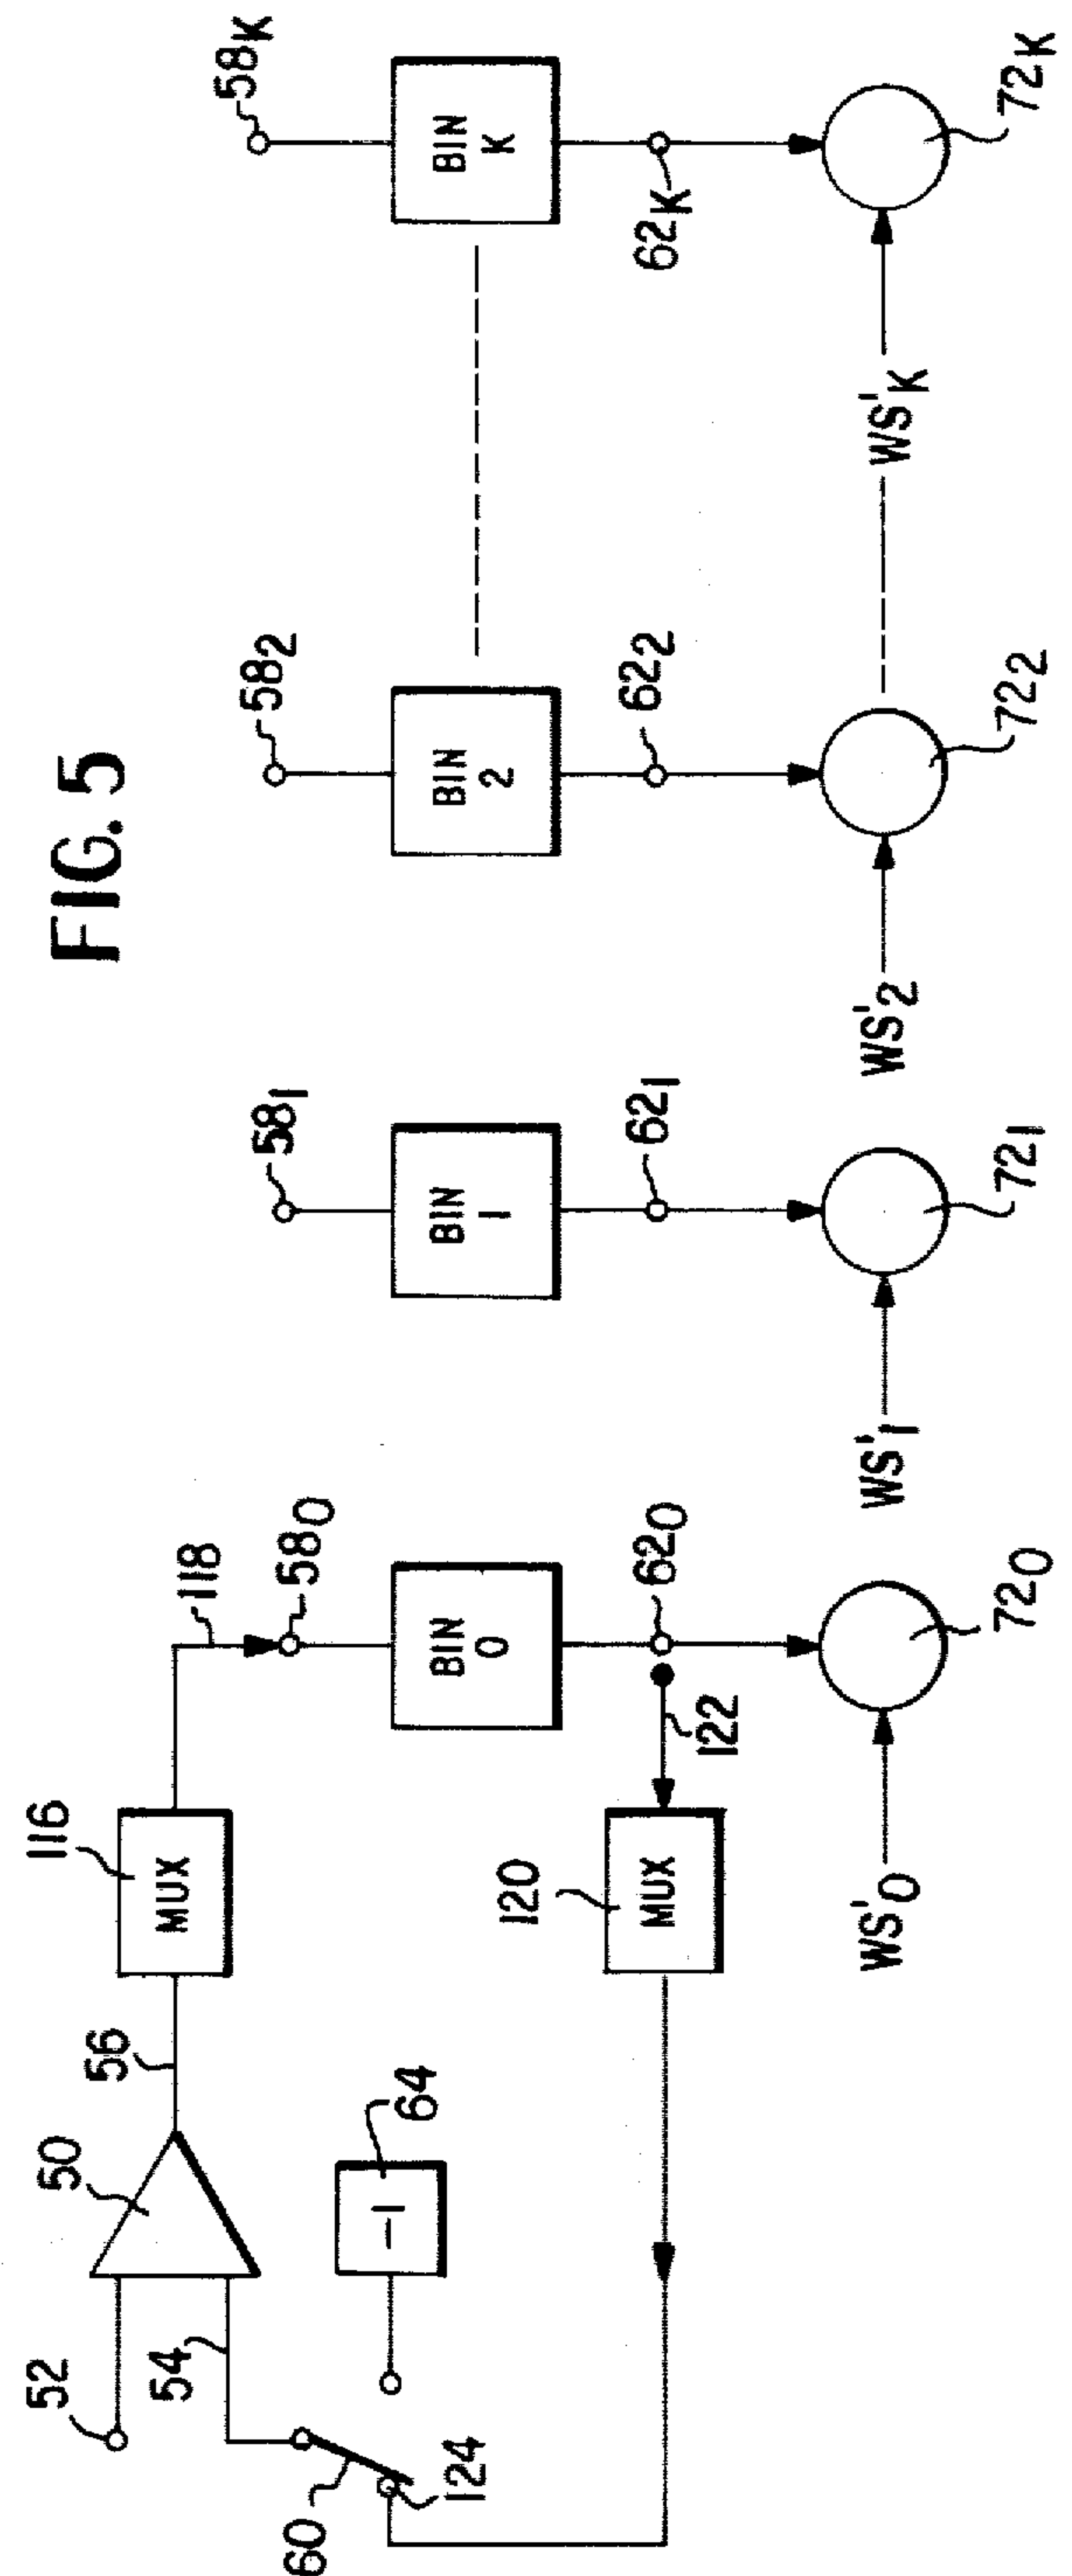 FIG. 5
52
50
56
116
118
58₀
58₁
58₂
58ₖ
54
MUX
60
124
64
–1
BIN 0
BIN 1
BIN 2
BIN K
120
MUX
122
62₀
62₁
62₂
62ₖ
WS'₀
WS'₁
WS'₂
WS'ₖ
72₀
72₁
72₂
72ₖ